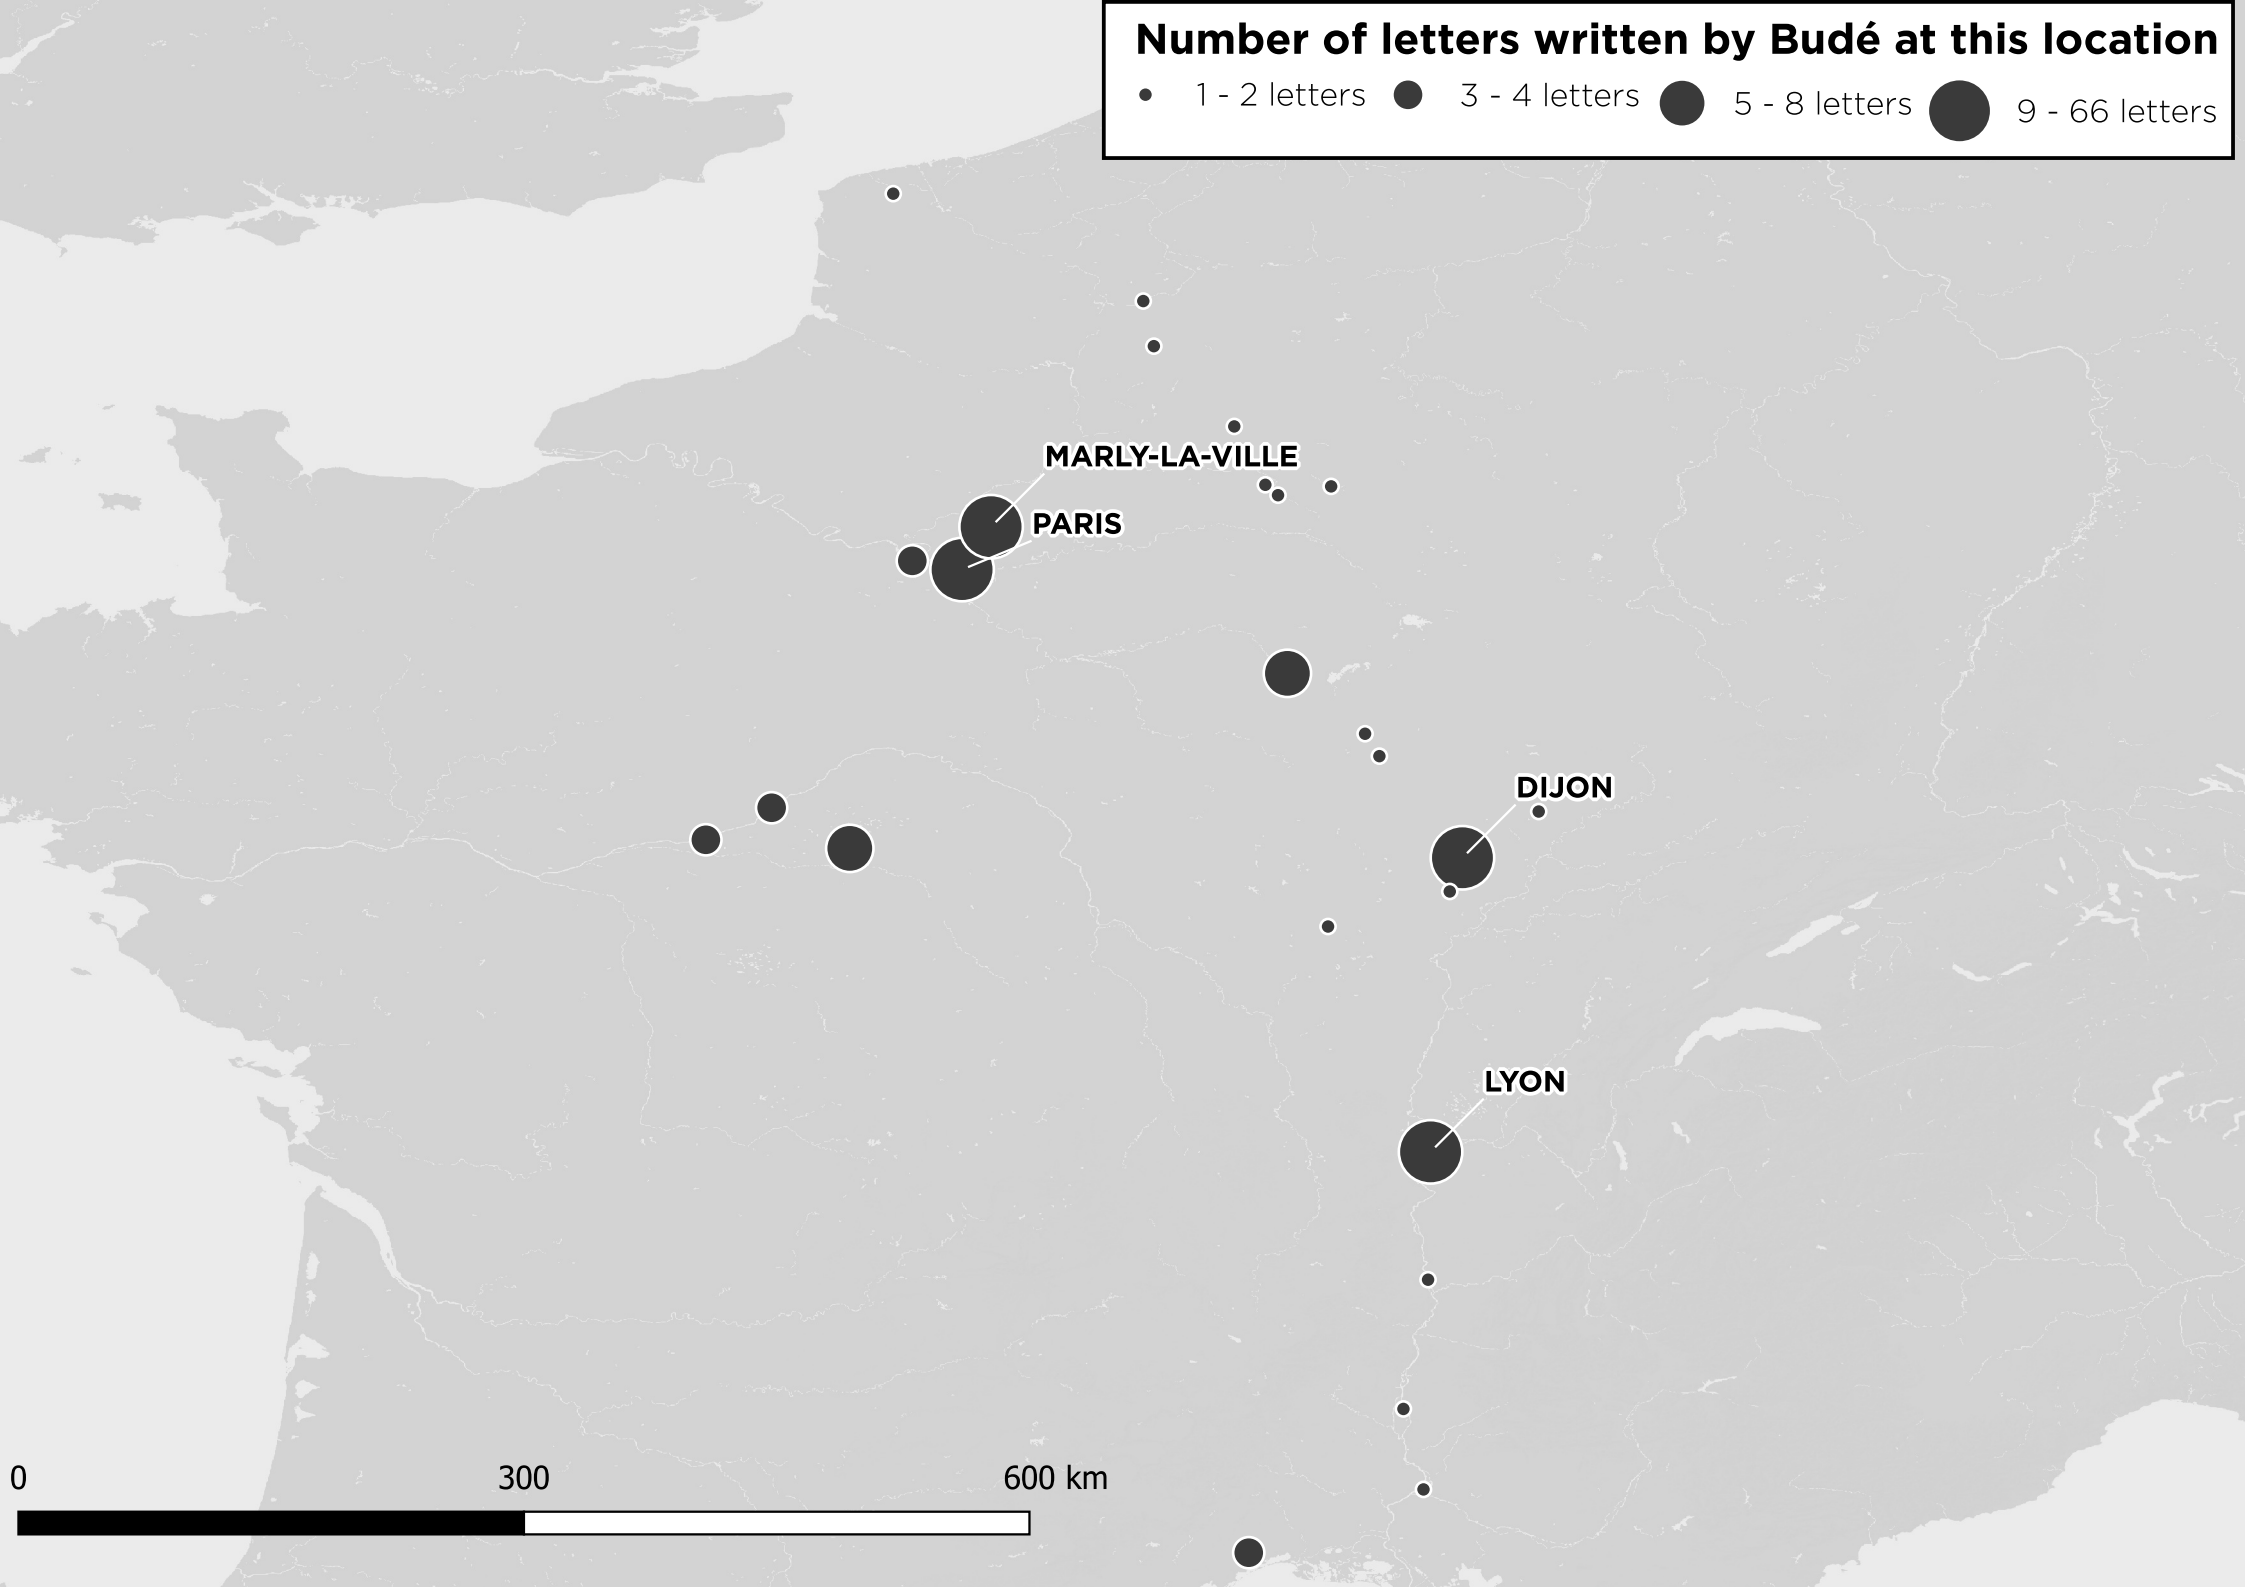 Number of letters written by Budé at this location
1 - 2 letters 3 - 4 letters 5 - 8 letters 9 - 66 letters
MARLY-LA-VILLE
PARIS
DIJON
LYON
0 300 600 km